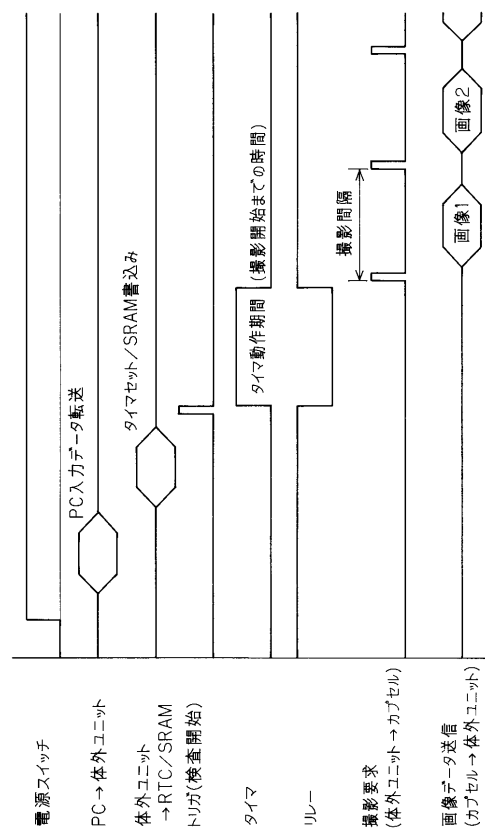 電源スイッチ
PC→体外ユニット
PC入力データ転送
体外ユニット
→RTC/SRAM
タイマセット/SRAM書込み
トリガ(検査開始)
タイマ
タイマ動作期間
(撮影開始までの時間)
リレー
撮影要求
(体外ユニット→カプセル)
撮影間隔
画像データ送信
(カプセル→体外ユニット)
画像1
画像2